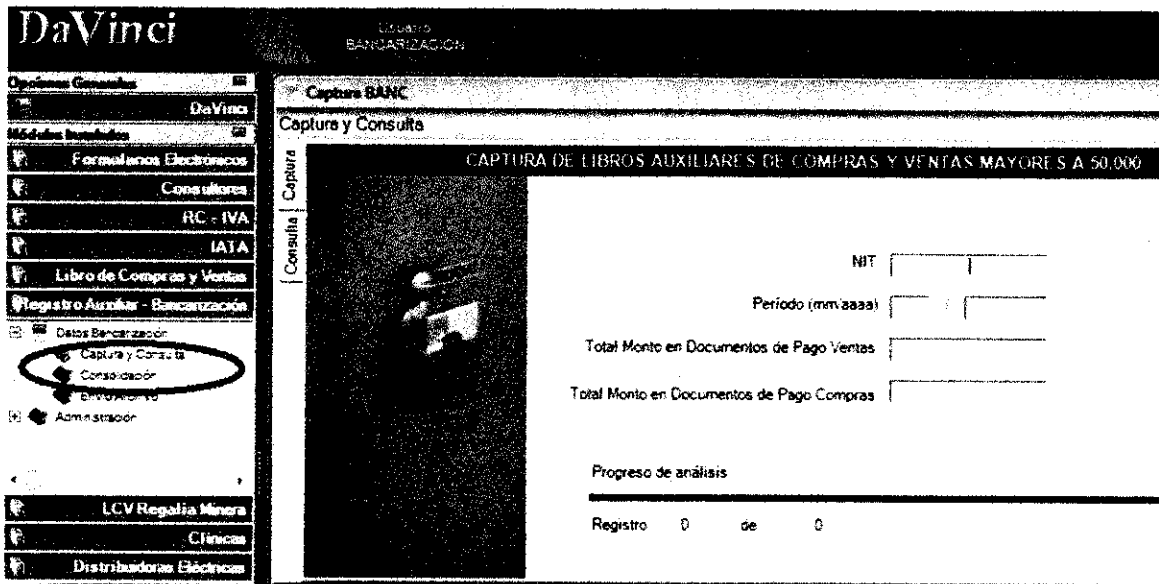 DaVinci
Usuario
BANCARIZACION
Opciones Generales
DaVinci
Módulos Instalados
Formularios Electrónicos
Consultores
RC - IVA
IATA
Libro de Compras y Ventas
Registro Auxiliar - Bancarización
Datos Bancarización
Captura y Consulta
Consolidación
Envío Archivo
Administración
LCV Regalía Minera
Clínicas
Distribuidoras Eléctricas
Captura BANC
Captura y Consulta
Captura
Consulta
CAPTURA DE LIBROS AUXILIARES DE COMPRAS Y VENTAS MAYORES A 50,000
NIT
Período (mm/aaaa)
Total Monto en Documentos de Pago Ventas
Total Monto en Documentos de Pago Compras
Progreso de análisis
Registro 0 de 0